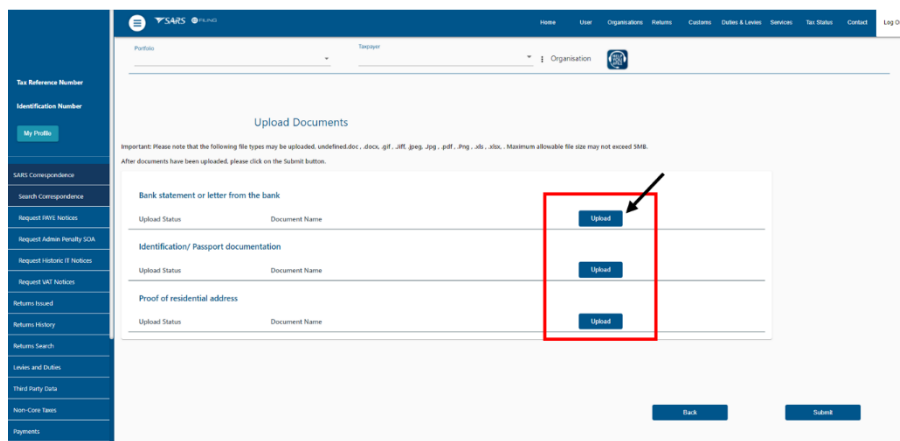 SARS eFILING
Home User Organisations Returns Customs Duties & Levies Services Tax Status Contact Log O
Portfolio
Taxpayer
Organisation
Tax Reference Number
Identification Number
My Profile
SARS Correspondence
Search Correspondence
Request PAYE Notices
Request Admin Penalty SOA
Request Historic IT Notices
Request VAT Notices
Returns Issued
Returns History
Returns Search
Levies and Duties
Third Party Data
Non-Core Taxes
Payments
Upload Documents
Important: Please note that the following file types may be uploaded, undefined.doc , .docx, .gif , .Jiff, .jpeg, .Jpg , .pdf , .Png , .xls , .xlsx, . Maximum allowable file size may not exceed 5MB.
After documents have been uploaded, please click on the Submit button.
Bank statement or letter from the bank
Upload Status Document Name Upload
Identification/ Passport documentation
Upload Status Document Name Upload
Proof of residential address
Upload Status Document Name Upload
Back Submit